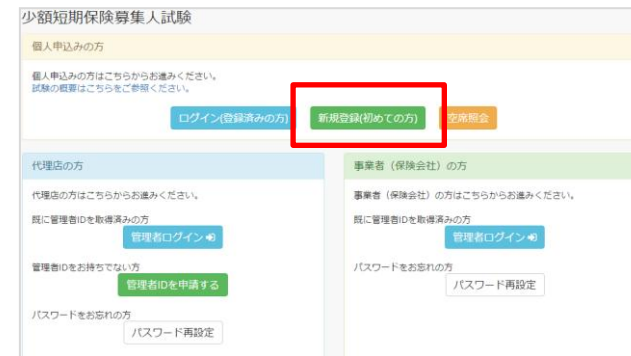 少額短期保険募集人試験
個人申込みの方
個人申込みの方はこちらからお進みください。
試験の概要はこちらをご参照ください。
ログイン(登録済みの方) 新規登録(初めての方) 空席照会
代理店の方
代理店の方はこちらからお進みください。
既に管理者IDを取得済みの方
管理者ログイン
管理者IDをお持ちでない方
管理者IDを申請する
パスワードをお忘れの方
パスワード再設定
事業者（保険会社）の方
事業者（保険会社）の方はこちらからお進みください。
既に管理者IDを取得済みの方
管理者ログイン
パスワードをお忘れの方
パスワード再設定